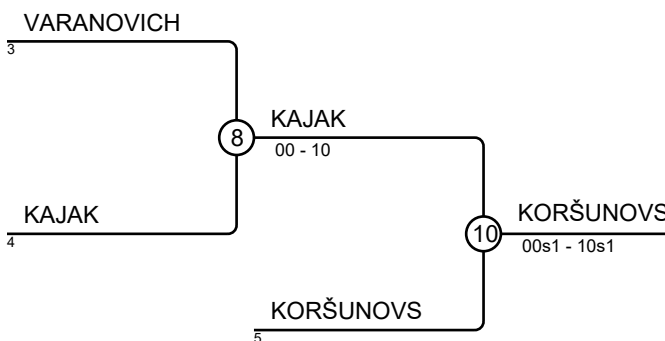 VARANOVICH
3
8
KAJAK
00 - 10
KAJAK
4
10
KORŠUNOVS
00s1 - 10s1
KORŠUNOVS
5